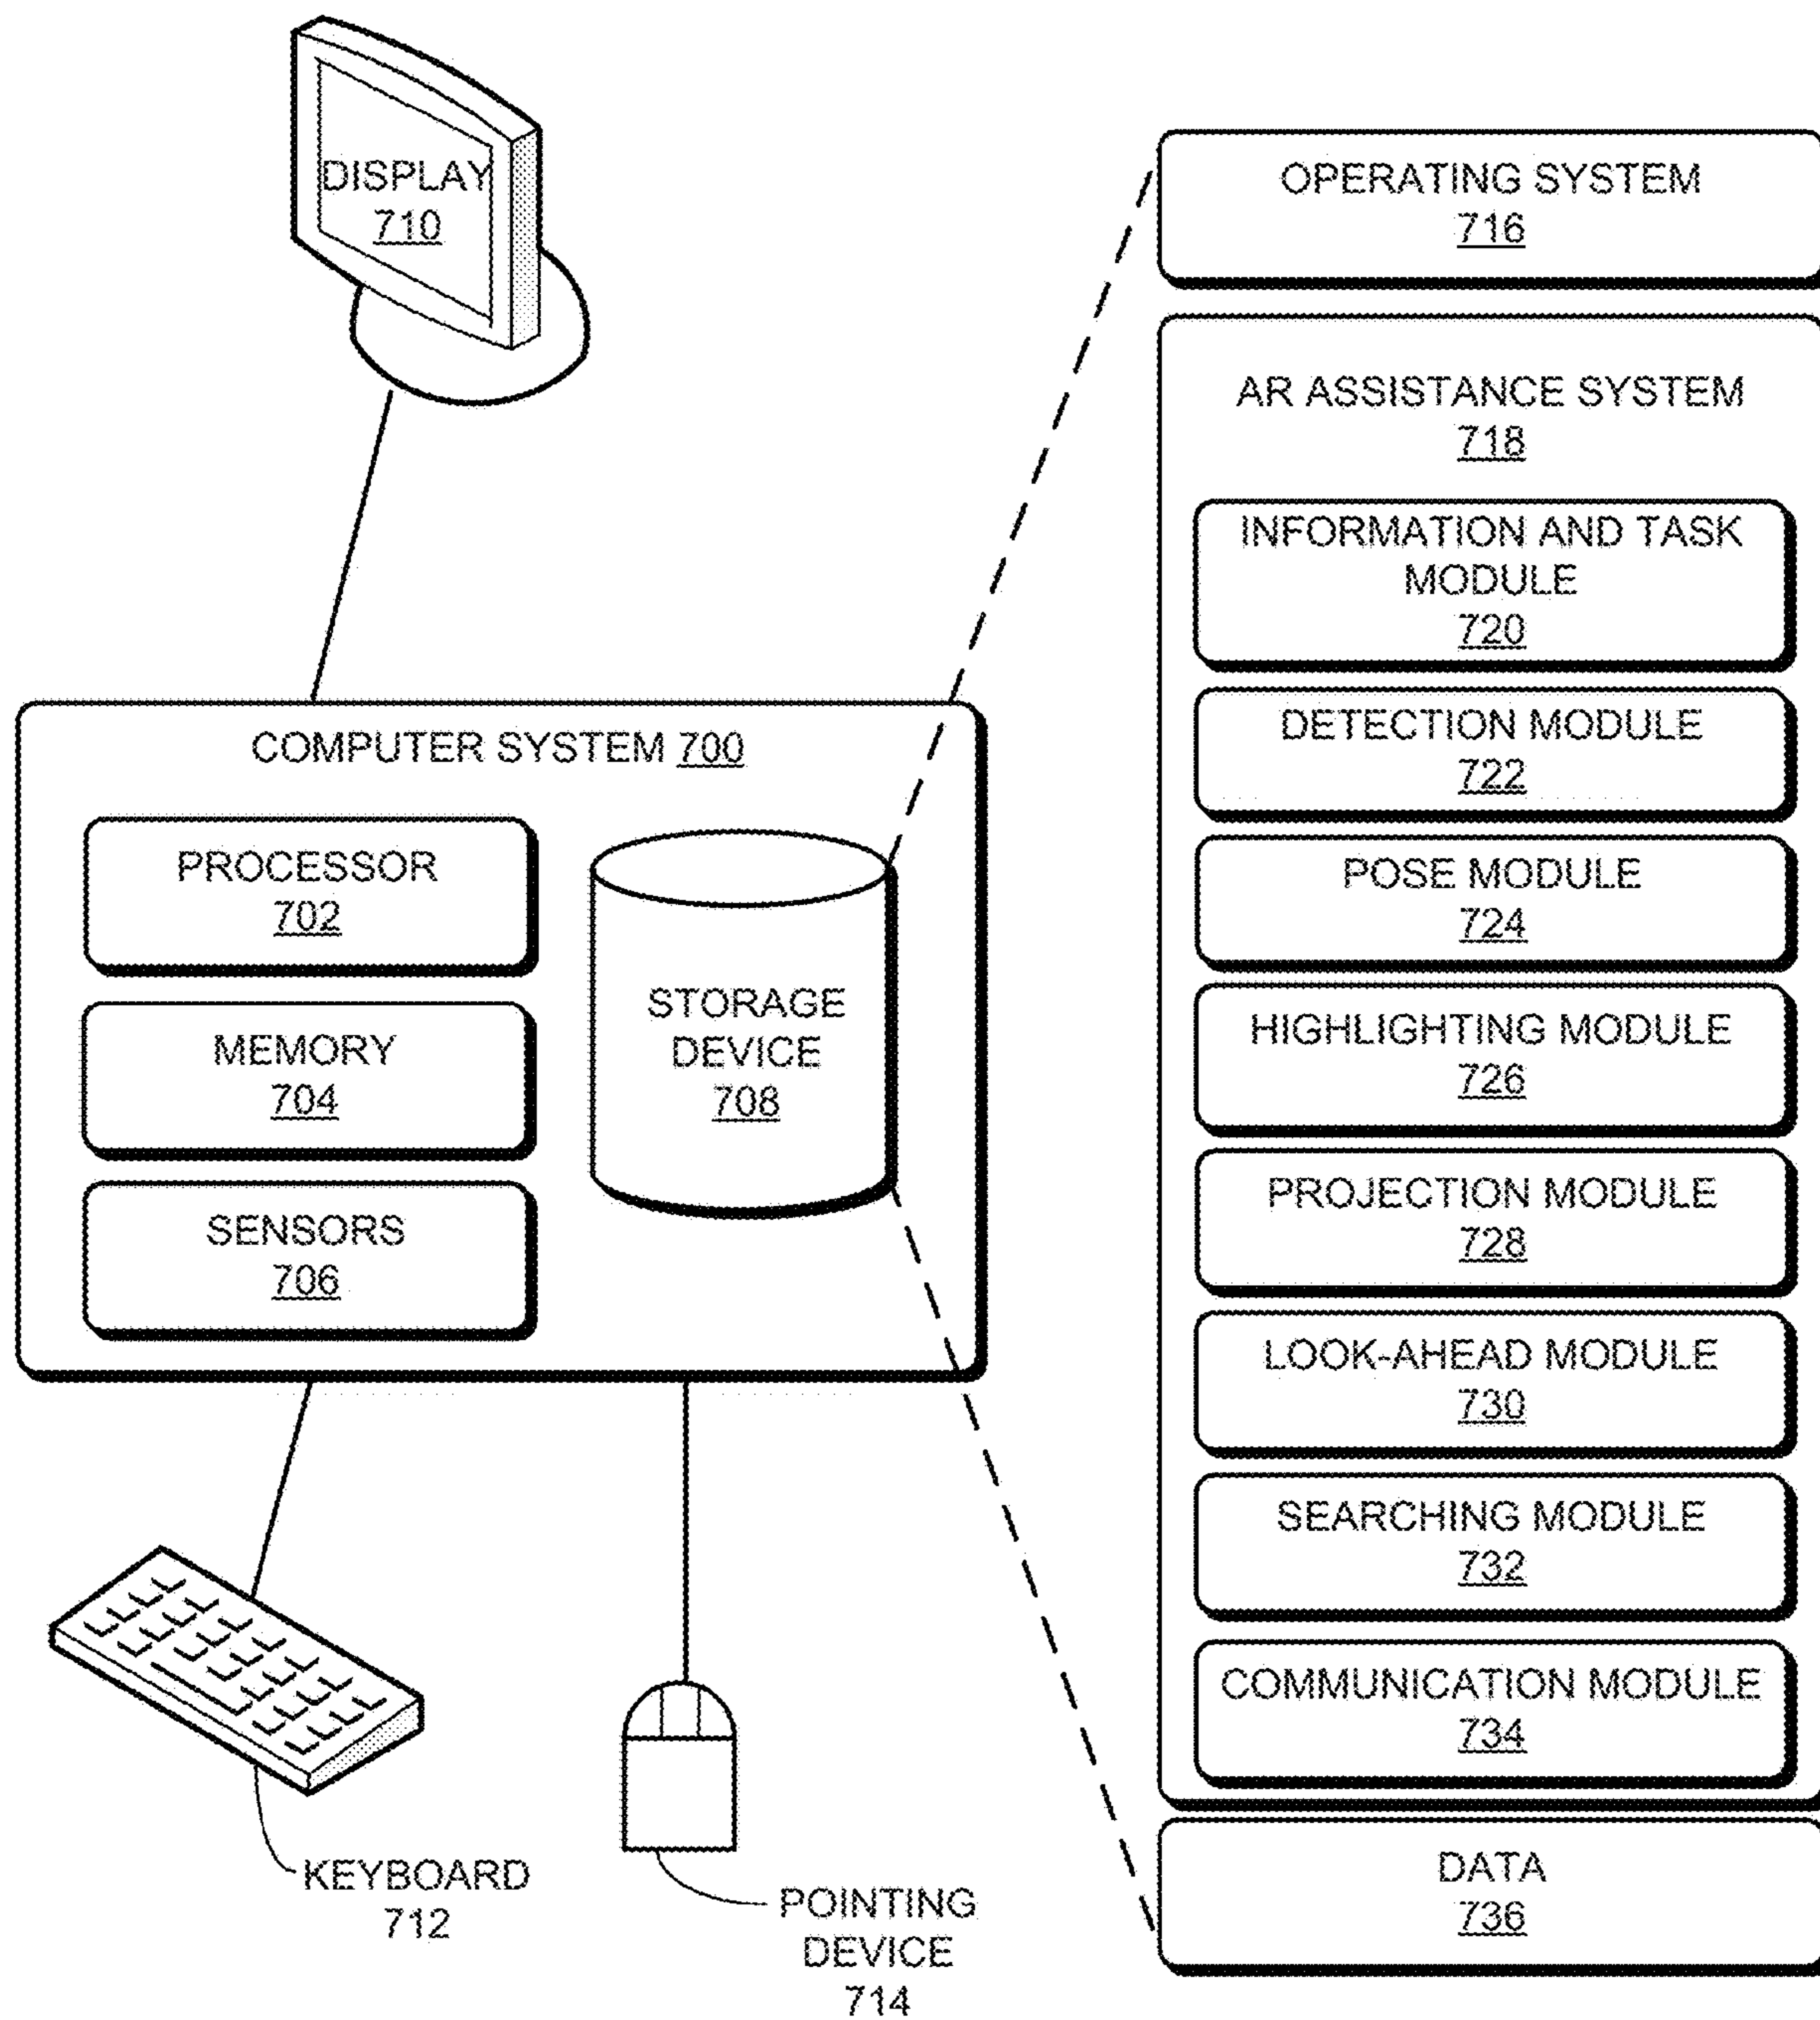 DISPLAY
710
COMPUTER SYSTEM 700
PROCESSOR
702
MEMORY
704
SENSORS
706
STORAGE
DEVICE
708
KEYBOARD
712
POINTING
DEVICE
714
OPERATING SYSTEM
716
AR ASSISTANCE SYSTEM
718
INFORMATION AND TASK
MODULE
720
DETECTION MODULE
722
POSE MODULE
724
HIGHLIGHTING MODULE
726
PROJECTION MODULE
728
LOOK-AHEAD MODULE
730
SEARCHING MODULE
732
COMMUNICATION MODULE
734
DATA
736